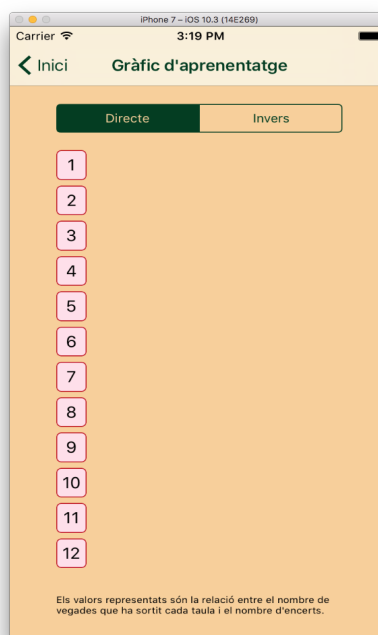 iPhone 7 – iOS 10.3 (14E269)
Carrier 3:19 PM
Inici Gràfic d'aprenentatge
Directe Invers
1
2
3
4
5
6
7
8
9
10
11
12
Els valors representats són la relació entre el nombre de
vegades que ha sortit cada taula i el nombre d'encerts.